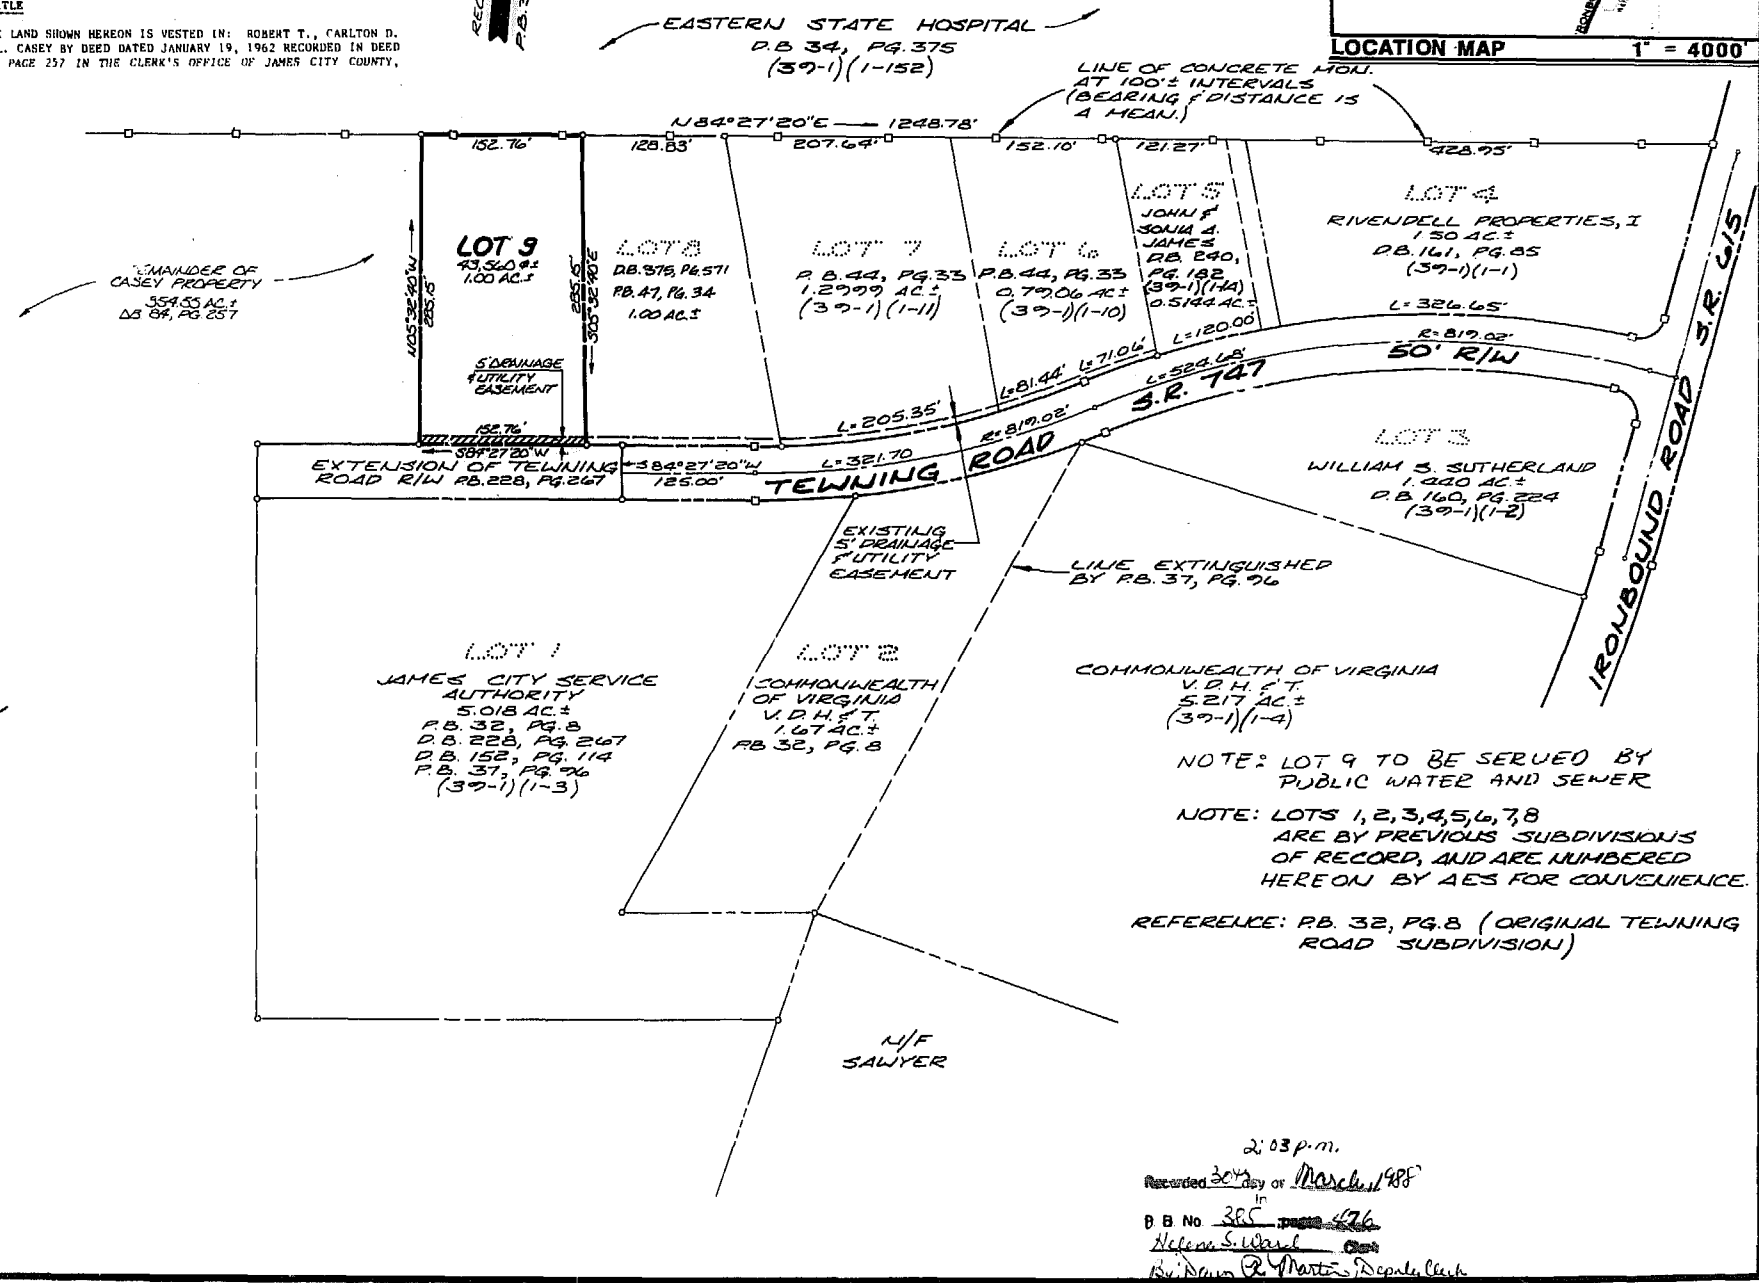 TLE
LAND SHOWN HEREON IS VESTED IN: ROBERT T., CARLTON D.
CASEY BY DEED DATED JANUARY 19, 1962 RECORDED IN DEED
PAGE 257 IN THE CLERK'S OFFICE OF JAMES CITY COUNTY,
EASTERN STATE HOSPITAL
D.B 34, PG. 375
(39-1)(1-152)
LOCATION MAP 1" = 4000'
LINE OF CONCRETE MON.
AT 100'± INTERVALS
(BEARING & DISTANCE IS
A MEAN.)
N84°27'20"E — 1248.78'
152.76'
128.83'
207.64'
152.10'
121.27'
428.95'
REMAINDER OF
CASEY PROPERTY
354.55 AC.±
DB 84, PG 257
N05°32'40"W
285.15'
LOT 9
43,560 #±
1.00 AC.±
285.15'
S05°32'40"E
5' DRAINAGE
& UTILITY
EASEMENT
152.76'
S84°27'20"W
LOT 8
D.B. 375, PG. 571
P.B. 47, PG. 34
1.00 AC.±
LOT 7
P.B. 44, PG. 33
1.2999 AC.±
(39-1)(1-11)
LOT 6
P.B. 44, PG. 33
0.7906 AC±
(39-1)(1-10)
LOT 5
JOHN &
SONIA A.
JAMES
DB. 240,
PG. 182
(39-1)(1-1A)
0.5144 AC.±
LOT 4
RIVENDELL PROPERTIES, I
1.50 AC.±
D.B. 161, PG. 85
(39-1)(1-1)
L= 326.65'
R=819.02'
50' R/W
L=120.00'
L=71.06'
L=81.44'
L=524.68'
S.R. 747
L=205.35'
R=819.02'
L=321.70
TEWNING ROAD
S84°27'20"W
125.00'
EXTENSION OF TEWNING
ROAD R/W P.B. 228, PG. 267
IRONBOUND ROAD S.R. 615
LOT 3
WILLIAM S. SUTHERLAND
1.440 AC.±
D.B. 160, PG. 224
(39-1)(1-2)
EXISTING
5' DRAINAGE
& UTILITY
EASEMENT
LINE EXTINGUISHED
BY P.B. 37, PG. 96
LOT 1
JAMES CITY SERVICE
AUTHORITY
5.018 AC.±
P.B. 32, PG. 8
D.B. 228, PG. 267
D.B. 152, PG. 114
P.B. 37, PG. 96
(39-1)(1-3)
LOT 2
COMMONWEALTH
OF VIRGINIA
V. D. H. & T.
1.67 AC.±
PB 32, PG. 8
COMMONWEALTH OF VIRGINIA
V. D. H. & T.
5.217 AC.±
(39-1)(1-4)
NOTE: LOT 9 TO BE SERVED BY
PUBLIC WATER AND SEWER
NOTE: LOTS 1,2,3,4,5,6,7,8
ARE BY PREVIOUS SUBDIVISIONS
OF RECORD, AND ARE NUMBERED
HEREON BY AES FOR CONVENIENCE.
REFERENCE: P.B. 32, PG. 8 (ORIGINAL TEWNING
ROAD SUBDIVISION)
N/F
SAWYER
2:03 p.m.
Recorded 30th day of March, 1988
in
D. B. No. 385 page 476
Helene S. Ward Clerk
By: Dawn R. Martin, Deputy Clerk